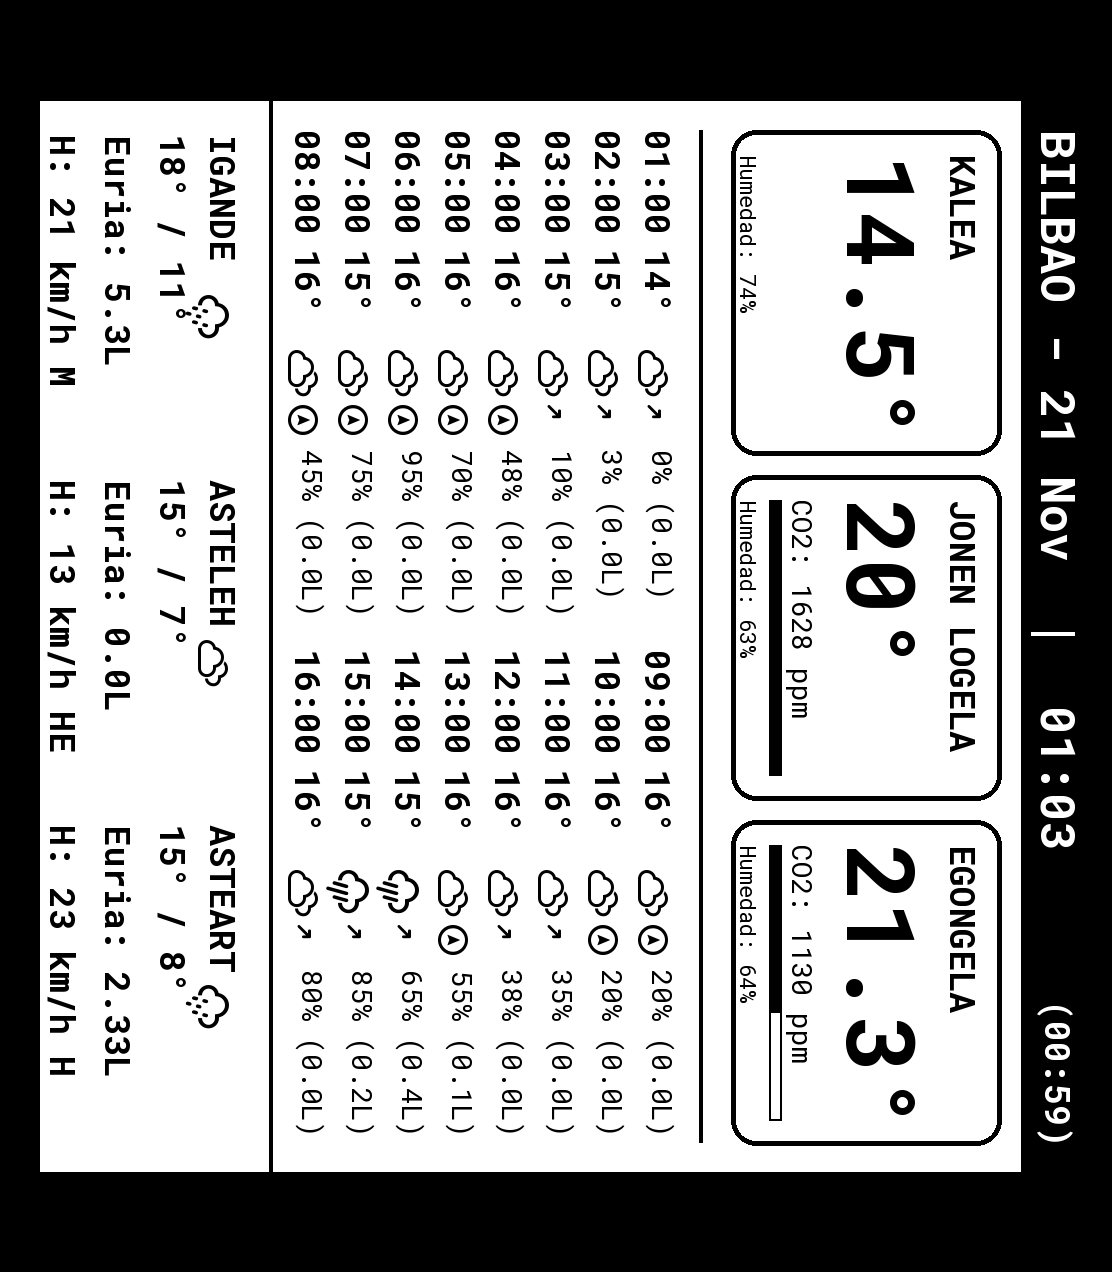 BILBAO - 21 Nov | 01:03 (00:59)
KALEA
14.5°
Humedad: 74%
JONEN LOGELA
20°
CO2: 1628 ppm
Humedad: 63%
EGONGELA
21.3°
CO2: 1130 ppm
Humedad: 64%
01:00 14° ↗ 0% (0.0L)
02:00 15° ↗ 3% (0.0L)
03:00 15° ↗ 10% (0.0L)
04:00 16° 48% (0.0L)
05:00 16° 70% (0.0L)
06:00 16° 95% (0.0L)
07:00 15° 75% (0.0L)
08:00 16° 45% (0.0L)
09:00 16° 20% (0.0L)
10:00 16° 20% (0.0L)
11:00 16° ↗ 35% (0.0L)
12:00 16° ↗ 38% (0.0L)
13:00 16° 55% (0.1L)
14:00 15° ↗ 65% (0.4L)
15:00 15° ↗ 85% (0.2L)
16:00 16° ↗ 80% (0.0L)
IGANDE
18° / 11°
Euria: 5.3L
H: 21 km/h M
ASTELEH
15° / 7°
Euria: 0.0L
H: 13 km/h HE
ASTEART
15° / 8°
Euria: 2.33L
H: 23 km/h H